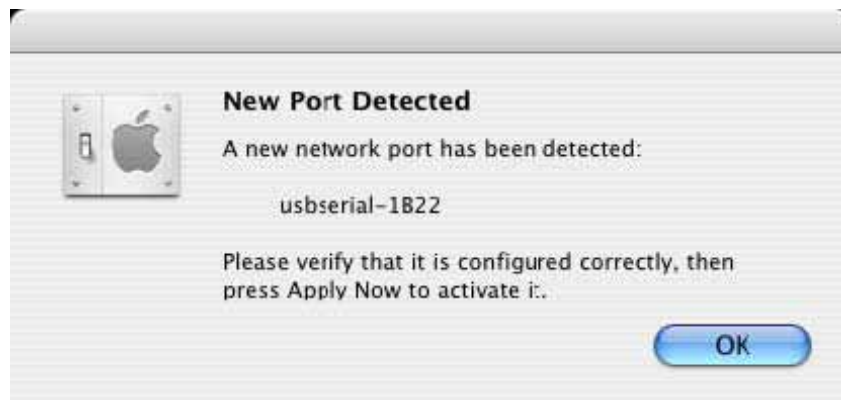 New Port Detected
A new network port has been detected:
usbserial-1B22
Please verify that it is configured correctly, then
press Apply Now to activate it.
OK